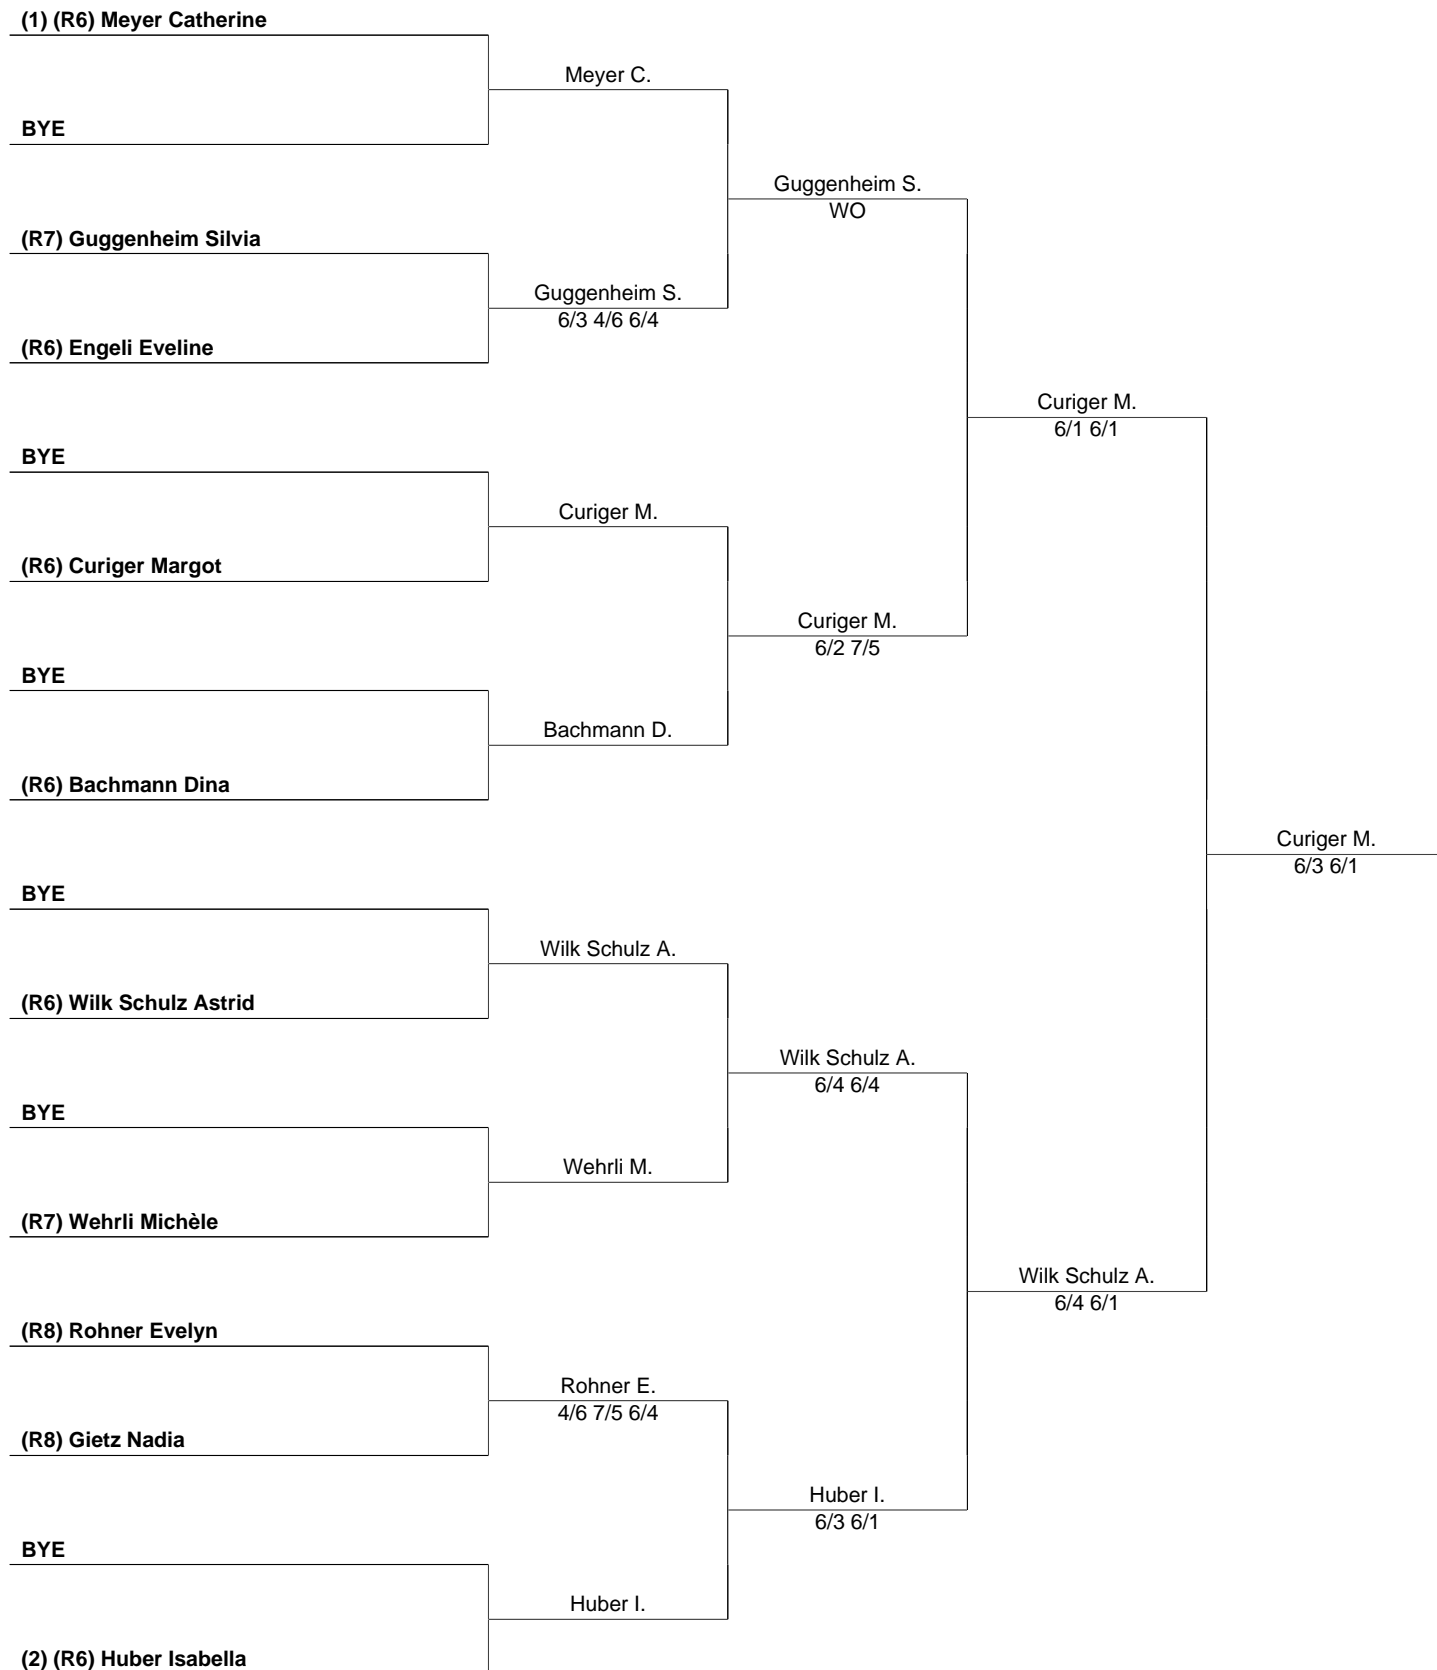 (1) (R6) Meyer Catherine
Meyer C.
BYE
Guggenheim S.
WO
(R7) Guggenheim Silvia
Guggenheim S.
6/3 4/6 6/4
(R6) Engeli Eveline
Curiger M.
6/1 6/1
BYE
Curiger M.
(R6) Curiger Margot
Curiger M.
6/2 7/5
BYE
Bachmann D.
(R6) Bachmann Dina
Curiger M.
6/3 6/1
BYE
Wilk Schulz A.
(R6) Wilk Schulz Astrid
Wilk Schulz A.
6/4 6/4
BYE
Wehrli M.
(R7) Wehrli Michèle
Wilk Schulz A.
6/4 6/1
(R8) Rohner Evelyn
Rohner E.
4/6 7/5 6/4
(R8) Gietz Nadia
Huber I.
6/3 6/1
BYE
Huber I.
(2) (R6) Huber Isabella